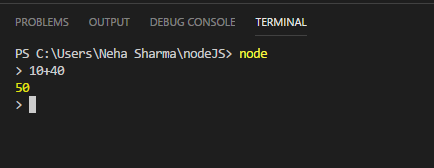 PROBLEMS OUTPUT DEBUG CONSOLE TERMINAL
PS C:\Users\Neha Sharma\nodeJS> node
> 10+40
50
>